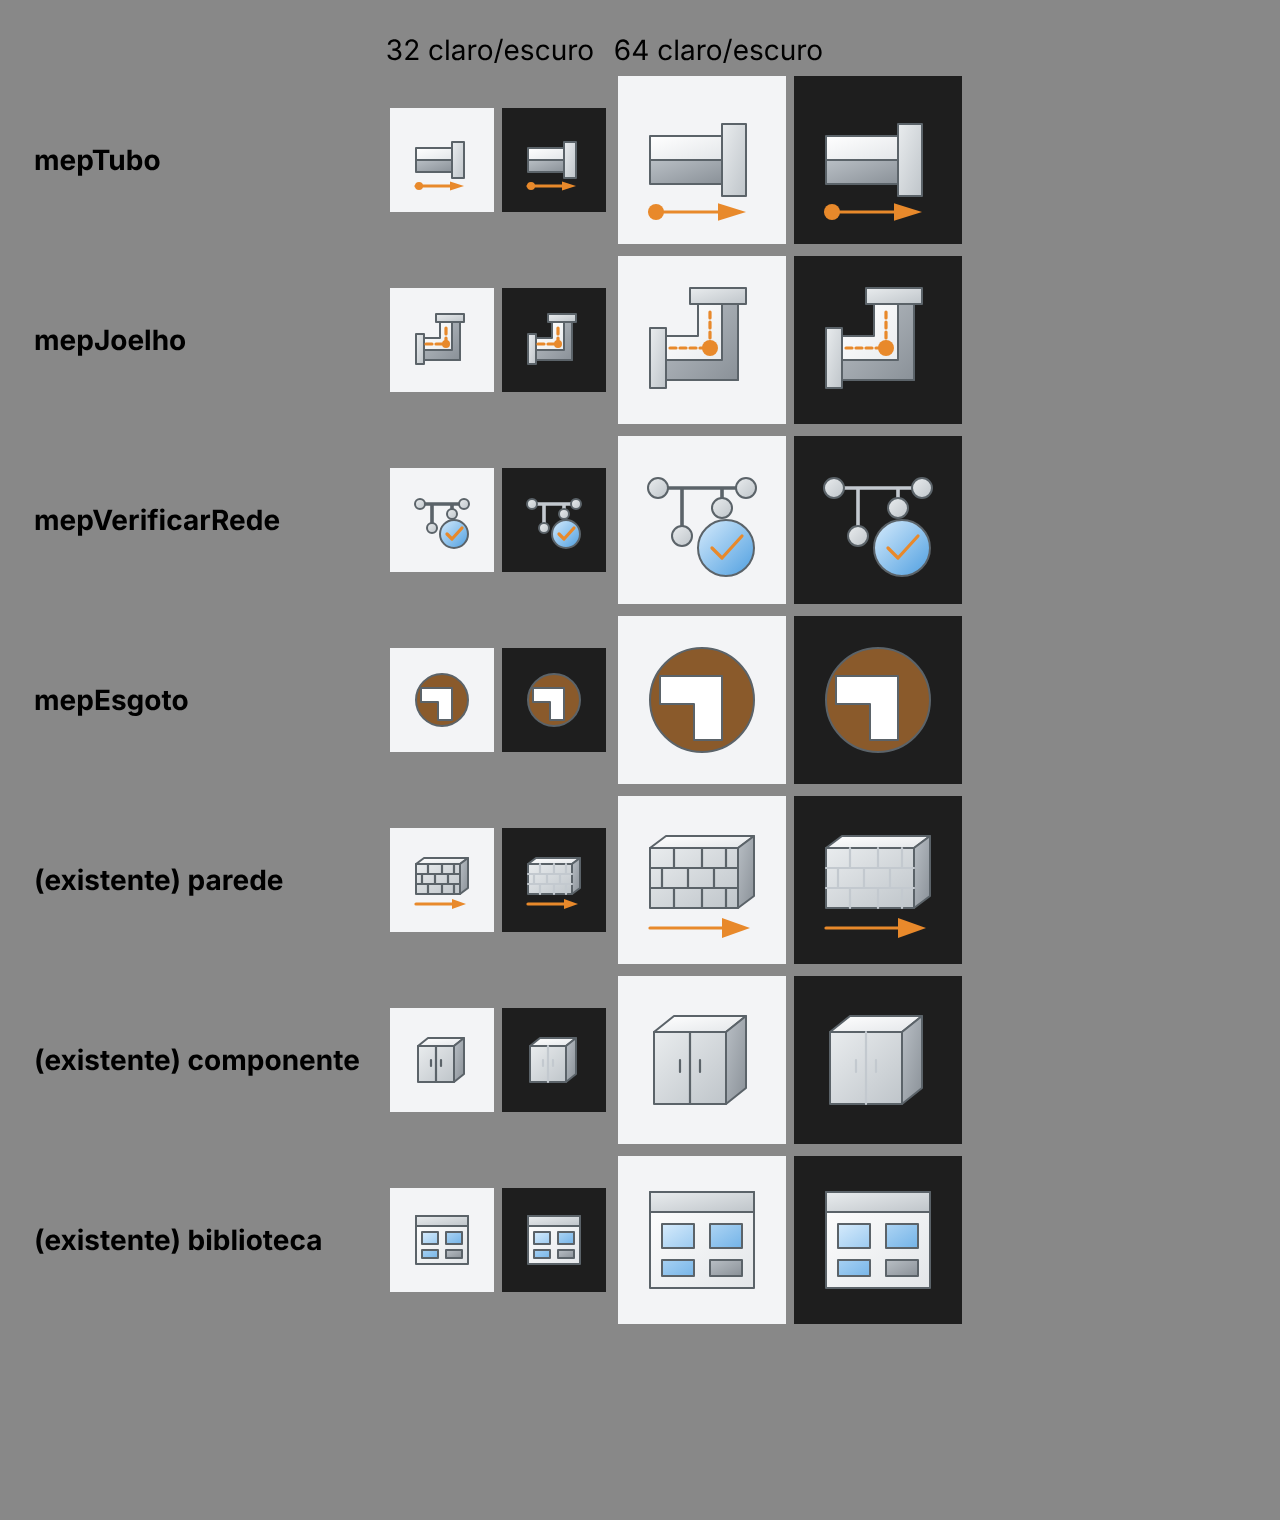 32 claro/escuro 64 claro/escuro
mepTubo
mepJoelho
mepVerificarRede
mepEsgoto
(existente) parede
(existente) componente
(existente) biblioteca